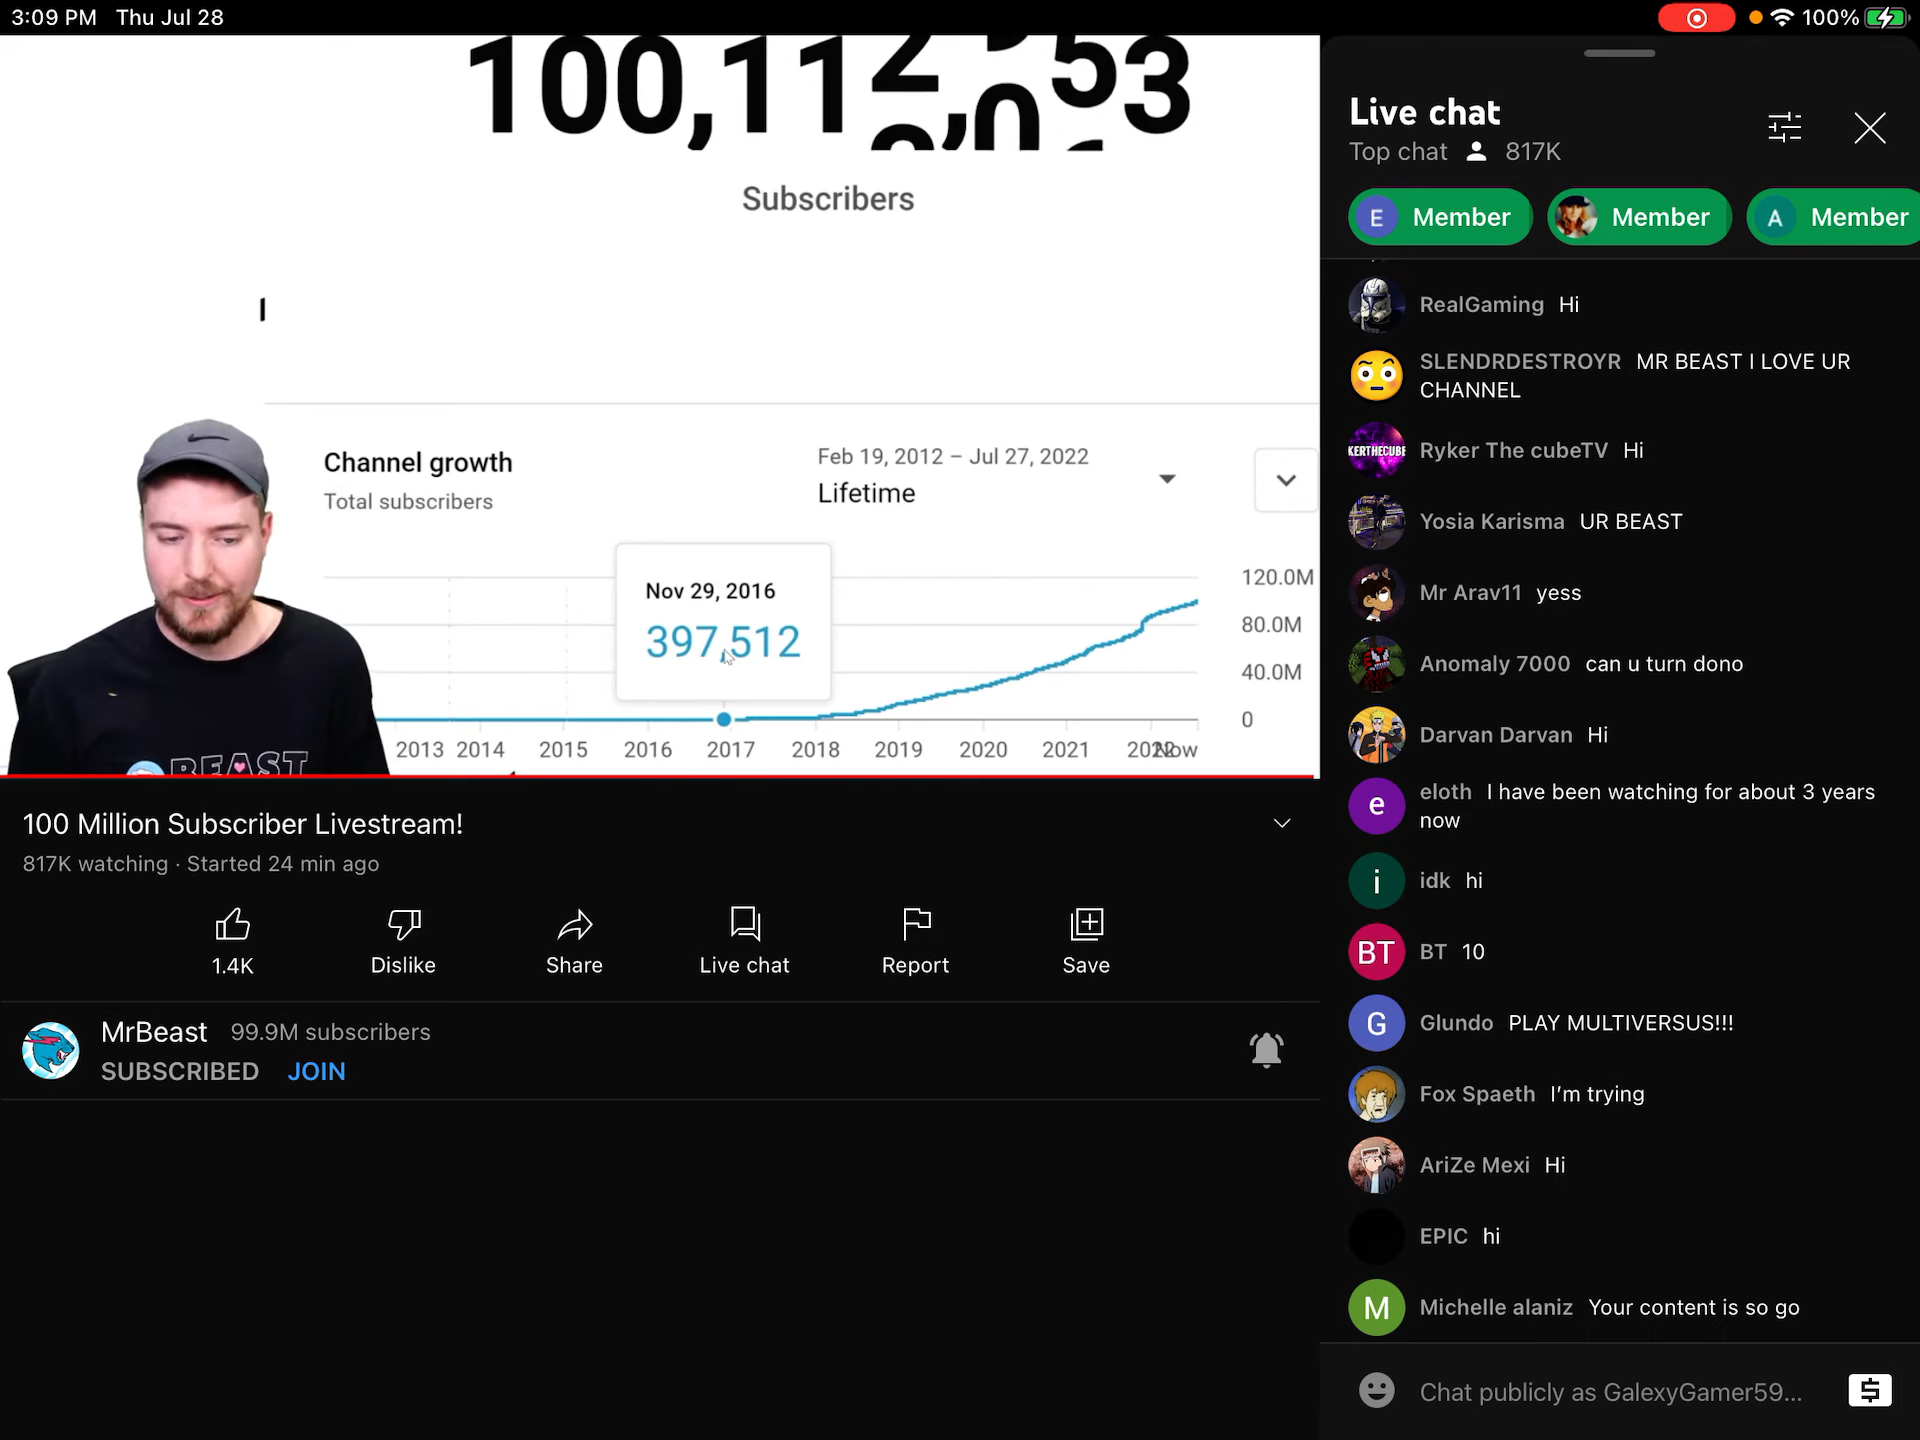 3:09 PM Thu Jul 28
100%
Subscribers
Channel growth
Total subscribers
Feb 19, 2012 – Jul 27, 2022
Lifetime
Nov 29, 2016
397,512
120.0M
80.0M
40.0M
0
2013 2014 2015 2016 2017 2018 2019 2020 2021 2022 Now
BEAST
100 Million Subscriber Livestream!
817K watching · Started 24 min ago
1.4K
Dislike
Share
Live chat
Report
Save
MrBeast 99.9M subscribers
SUBSCRIBED JOIN
Live chat
Top chat 817K
E Member
Member
A Member
RealGaming Hi
SLENDRDESTROYR MR BEAST I LOVE UR
CHANNEL
KERTHECUBE
Ryker The cubeTV Hi
Yosia Karisma UR BEAST
Mr Arav11 yess
Anomaly 7000 can u turn dono
Darvan Darvan Hi
e
eloth I have been watching for about 3 years
now
i
idk hi
BT
BT 10
G
Glundo PLAY MULTIVERSUS!!!
Fox Spaeth I'm trying
AriZe Mexi Hi
EPIC hi
M
Michelle alaniz Your content is so go
Chat publicly as GalexyGamer59...
$